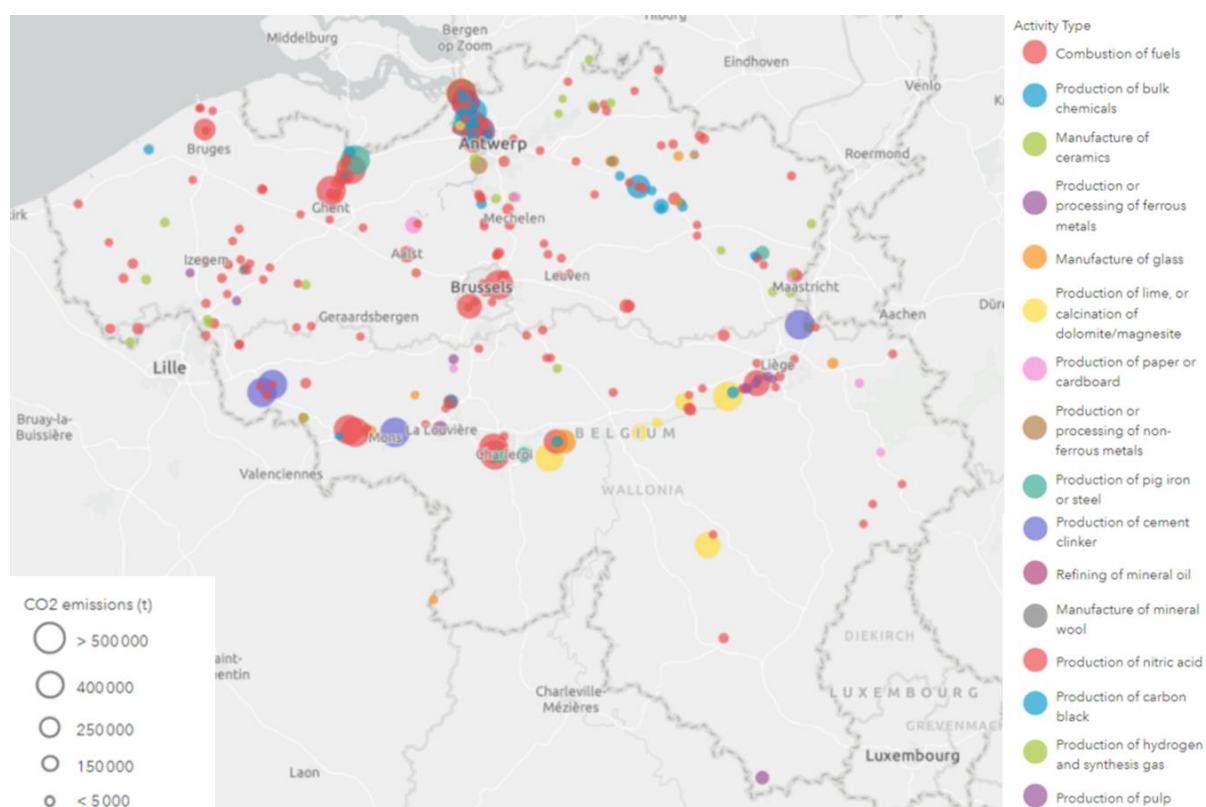 Middelburg
Bergen
op Zoom
Tilburg
Eindhoven
Venlo
Bruges
Antwerp
Roermond
Ghent
Mechelen
Izegem
Aalst
Brussels
Leuven
Maastricht
Aachen
Geraardsbergen
Lille
Liège
Bruay-la-
Buissière
Mons
La Louvière
BELGIUM
Charleroi
Valenciennes
WALLONIA
DIEKIRCH
Charleville-
Mézières
LUXEMBOURG
GREVENMAC
Luxembourg
Laon
aint-
entin
CO2 emissions (t)
> 500 000
400 000
250 000
150 000
< 5 000
Activity Type
Combustion of fuels
Production of bulk
chemicals
Manufacture of
ceramics
Production or
processing of ferrous
metals
Manufacture of glass
Production of lime, or
calcination of
dolomite/magnesite
Production of paper or
cardboard
Production or
processing of non-
ferrous metals
Production of pig iron
or steel
Production of cement
clinker
Refining of mineral oil
Manufacture of mineral
wool
Production of nitric acid
Production of carbon
black
Production of hydrogen
and synthesis gas
Production of pulp